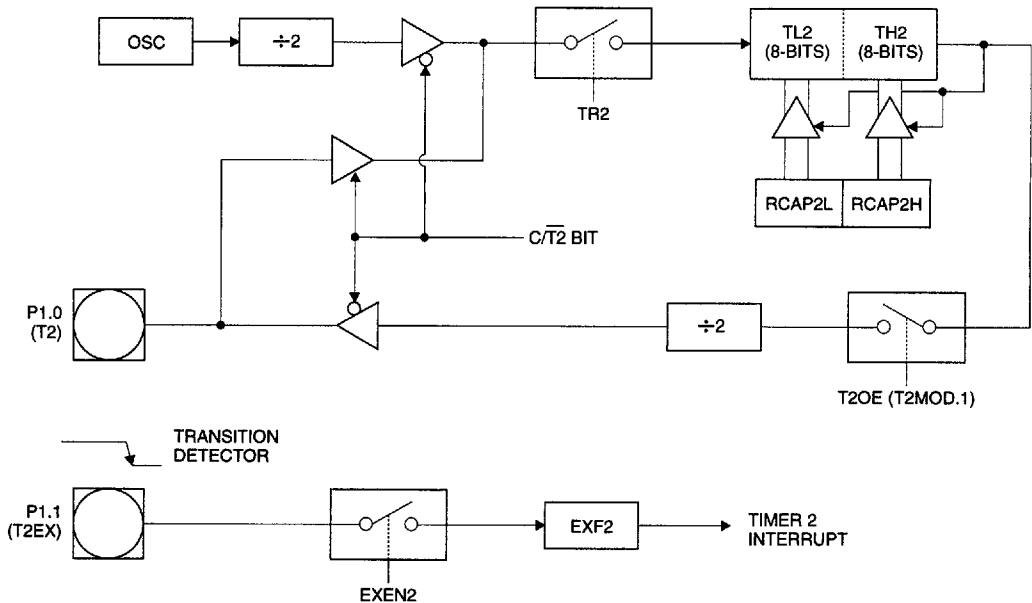 OSC
÷2
TR2
TL2
(8-BITS)
TH2
(8-BITS)
RCAP2L
RCAP2H
C/T̅2̅ BIT
P1.0
(T2)
÷2
T2OE (T2MOD.1)
TRANSITION
DETECTOR
P1.1
(T2EX)
EXEN2
EXF2
TIMER 2
INTERRUPT